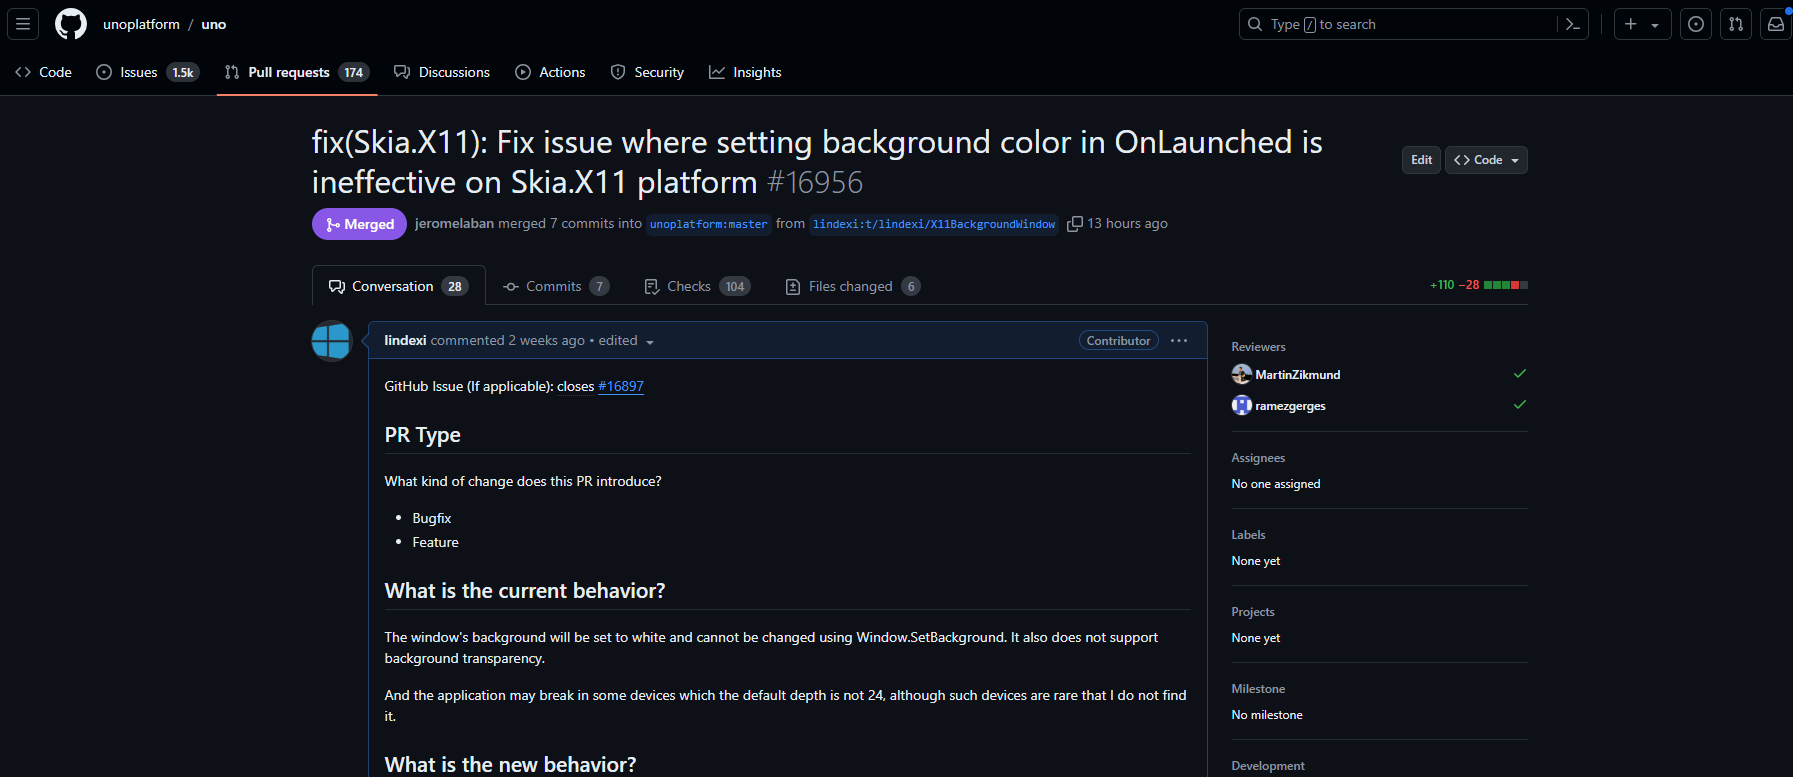 unoplatform / uno
Type / to search
Code
Issues 1.5k
Pull requests 174
Discussions
Actions
Security
Insights
fix(Skia.X11): Fix issue where setting background color in OnLaunched is
ineffective on Skia.X11 platform #16956
Edit
Code
Merged
jeromelaban merged 7 commits into unoplatform:master from lindexi:t/lindexi/X11BackgroundWindow 13 hours ago
Conversation 28
Commits 7
Checks 104
Files changed 6
+110 −28
lindexi commented 2 weeks ago • edited
Contributor
GitHub Issue (If applicable): closes #16897
PR Type
What kind of change does this PR introduce?
• Bugfix
• Feature
What is the current behavior?
The window's background will be set to white and cannot be changed using Window.SetBackground. It also does not support
background transparency.
And the application may break in some devices which the default depth is not 24, although such devices are rare that I do not find
it.
What is the new behavior?
Reviewers
MartinZikmund
ramezgerges
Assignees
No one assigned
Labels
None yet
Projects
None yet
Milestone
No milestone
Development